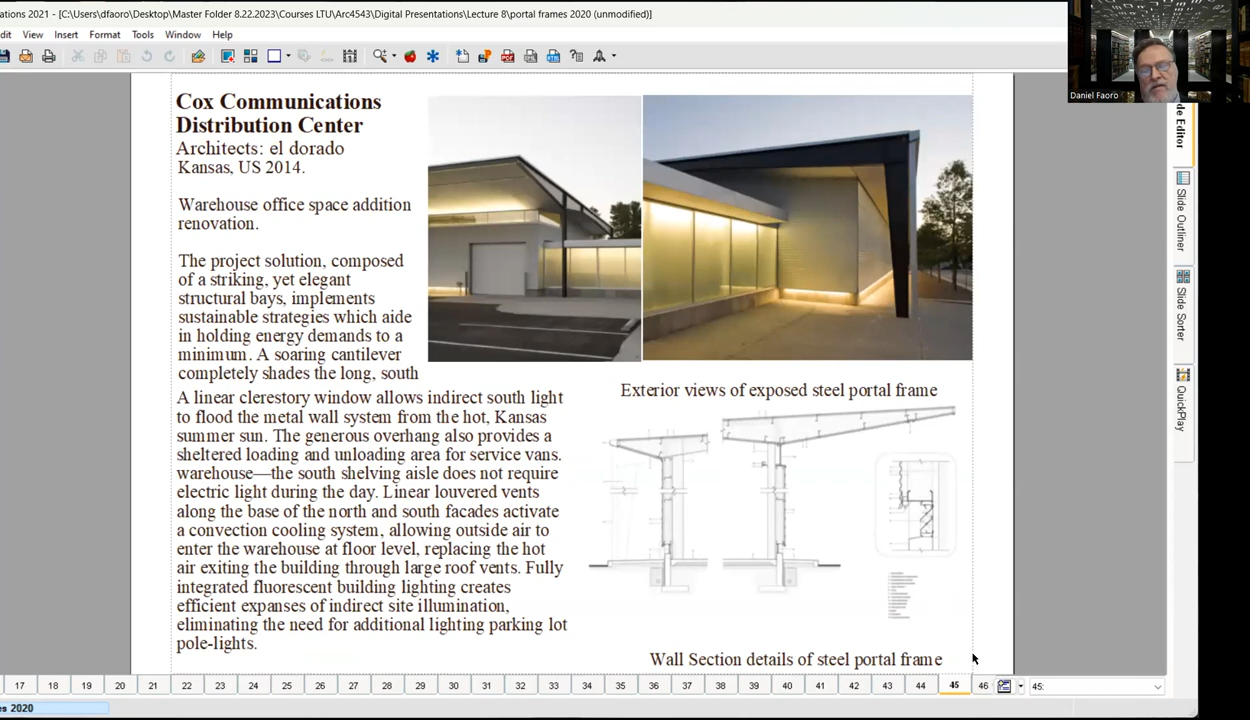 ations 2021 - [C:\Users\dfaoro\Desktop\Master Folder 8.22.2023\Courses LTU\Arc4543\Digital Presentations\Lecture 8\portal frames 2020 (unmodified)]
dit View Insert Format Tools Window Help
Daniel Faoro
Cox Communications
Distribution Center
Architects: el dorado
Kansas, US 2014.
Warehouse office space addition
renovation.
The project solution, composed
of a striking, yet elegant
structural bays, implements
sustainable strategies which aide
in holding energy demands to a
minimum. A soaring cantilever
completely shades the long, south
A linear clerestory window allows indirect south light
to flood the metal wall system from the hot, Kansas
summer sun. The generous overhang also provides a
sheltered loading and unloading area for service vans.
warehouse—the south shelving aisle does not require
electric light during the day. Linear louvered vents
along the base of the north and south facades activate
a convection cooling system, allowing outside air to
enter the warehouse at floor level, replacing the hot
air exiting the building through large roof vents. Fully
integrated fluorescent building lighting creates
efficient expanses of indirect site illumination,
eliminating the need for additional lighting parking lot
pole-lights.
Exterior views of exposed steel portal frame
Wall Section details of steel portal frame
de Editor
Slide Outliner
Slide Sorter
QuickPlay
17 18 19 20 21 22 23 24 25 26 27 28 29 30 31 32 33 34 35 36 37 38 39 40 41 42 43 44 45 46 45:
es 2020